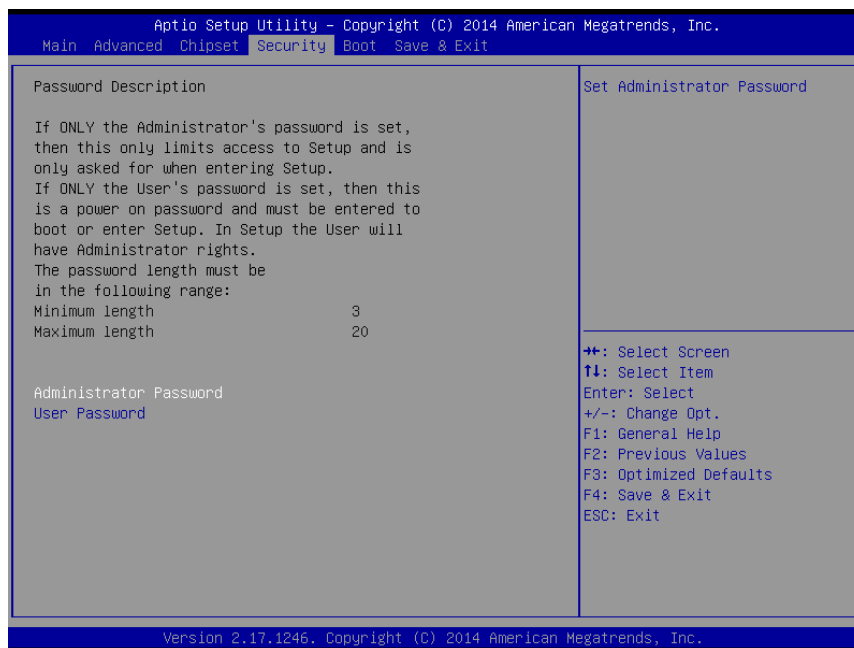 Aptio Setup Utility – Copyright (C) 2014 American Megatrends, Inc.
Main Advanced Chipset Security Boot Save & Exit
Password Description
If ONLY the Administrator's password is set,
then this only limits access to Setup and is
only asked for when entering Setup.
If ONLY the User's password is set, then this
is a power on password and must be entered to
boot or enter Setup. In Setup the User will
have Administrator rights.
The password length must be
in the following range:
Minimum length 3
Maximum length 20
Administrator Password
User Password
Set Administrator Password
→←: Select Screen
↑↓: Select Item
Enter: Select
+/-: Change Opt.
F1: General Help
F2: Previous Values
F3: Optimized Defaults
F4: Save & Exit
ESC: Exit
Version 2.17.1246. Copyright (C) 2014 American Megatrends, Inc.